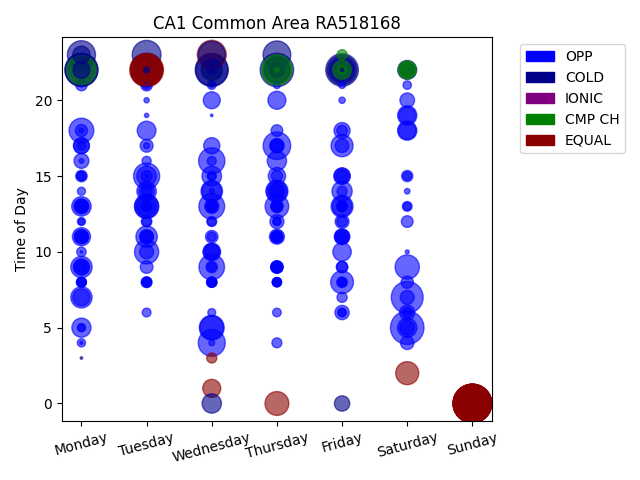 CA1 Common Area RA518168
OPP
COLD
IONIC
CMP CH
EQUAL
Time of Day
20
15
10
5
0
Monday Tuesday Wednesday Thursday Friday Saturday Sunday